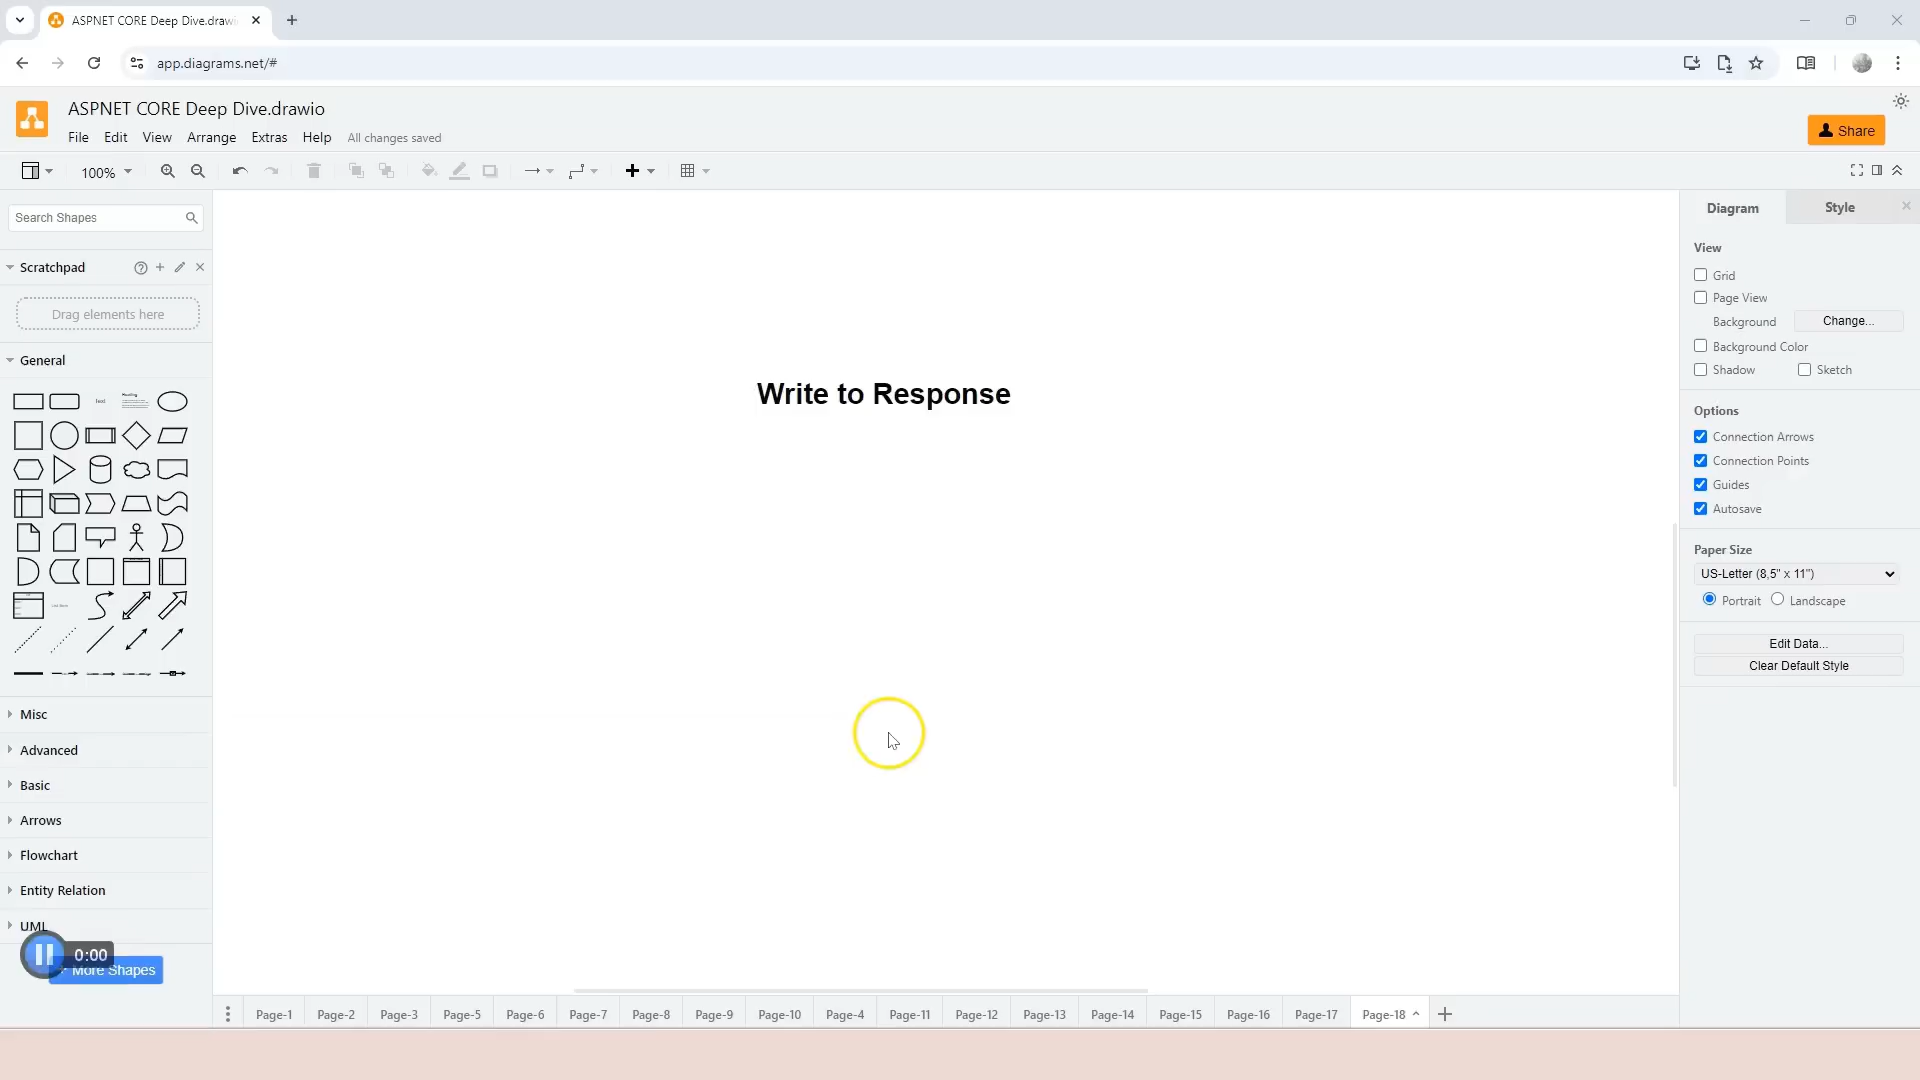 ASPNET CORE Deep Dive.drawi
app.diagrams.net/#
ASPNET CORE Deep Dive.drawio
File Edit View Arrange Extras Help All changes saved
Share
100%
Search Shapes
Diagram Style
View
Scratchpad
Grid
Page View
Drag elements here
Background Change...
Background Color
General
Shadow Sketch
Text
Heading
Write to Response
Options
Connection Arrows
Connection Points
Guides
Autosave
Paper Size
US-Letter (8,5" x 11")
Portrait Landscape
Edit Data...
Clear Default Style
Misc
Advanced
Basic
Arrows
Flowchart
Entity Relation
UML
0:00
More Shapes
Page-1 Page-2 Page-3 Page-5 Page-6 Page-7 Page-8 Page-9 Page-10 Page-4 Page-11 Page-12 Page-13 Page-14 Page-15 Page-16 Page-17 Page-18